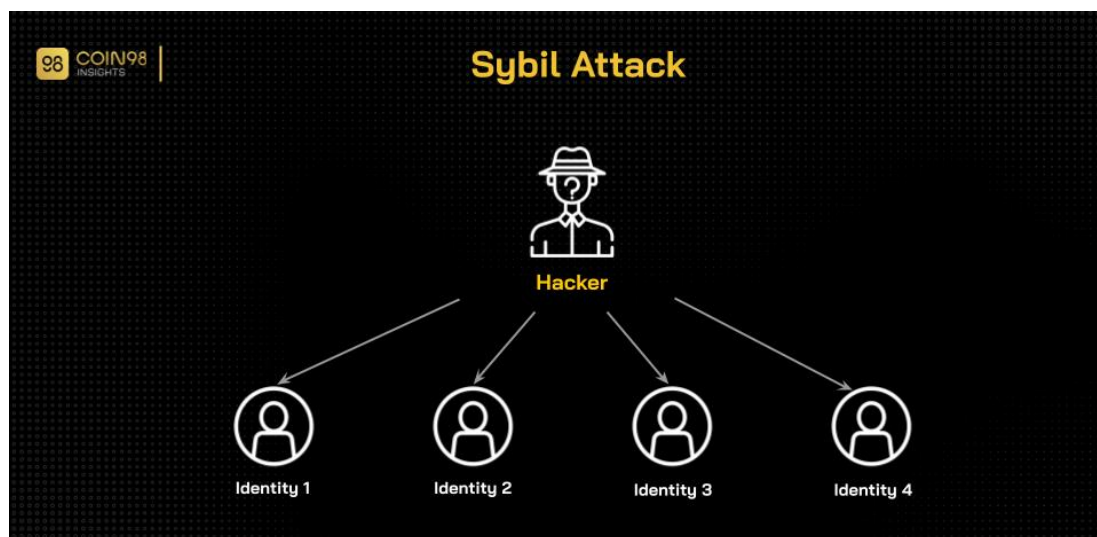 98 COIN98
INSIGHTS
Sybil Attack
?
Hacker
Identity 1
Identity 2
Identity 3
Identity 4